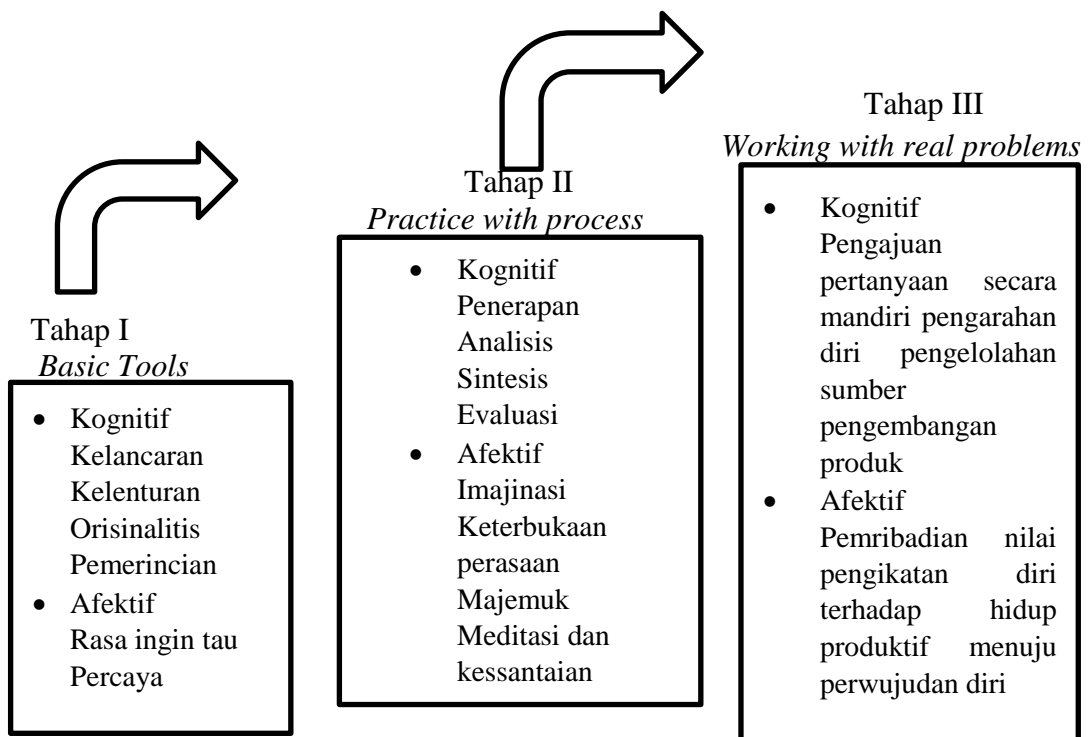 Tahap I
Basic Tools
• Kognitif
Kelancaran
Kelenturan
Orisinalitis
Pemerincian
• Afektif
Rasa ingin tau
Percaya
Tahap II
Practice with process
• Kognitif
Penerapan
Analisis
Sintesis
Evaluasi
• Afektif
Imajinasi
Keterbukaan
perasaan
Majemuk
Meditasi dan
kessantaian
Tahap III
Working with real problems
• Kognitif
Pengajuan
pertanyaan secara
mandiri pengarahan
diri pengelolahan
sumber
pengembangan
produk
• Afektif
Pemribadian nilai
pengikatan diri
terhadap hidup
produktif menuju
perwujudan diri